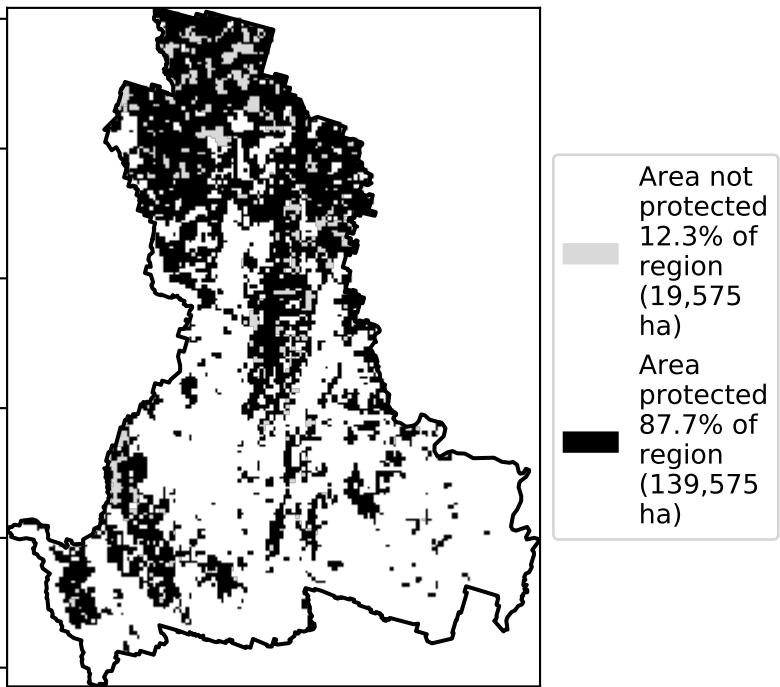 Area not
protected
12.3% of
region
(19,575
ha)
Area
protected
87.7% of
region
(139,575
ha)